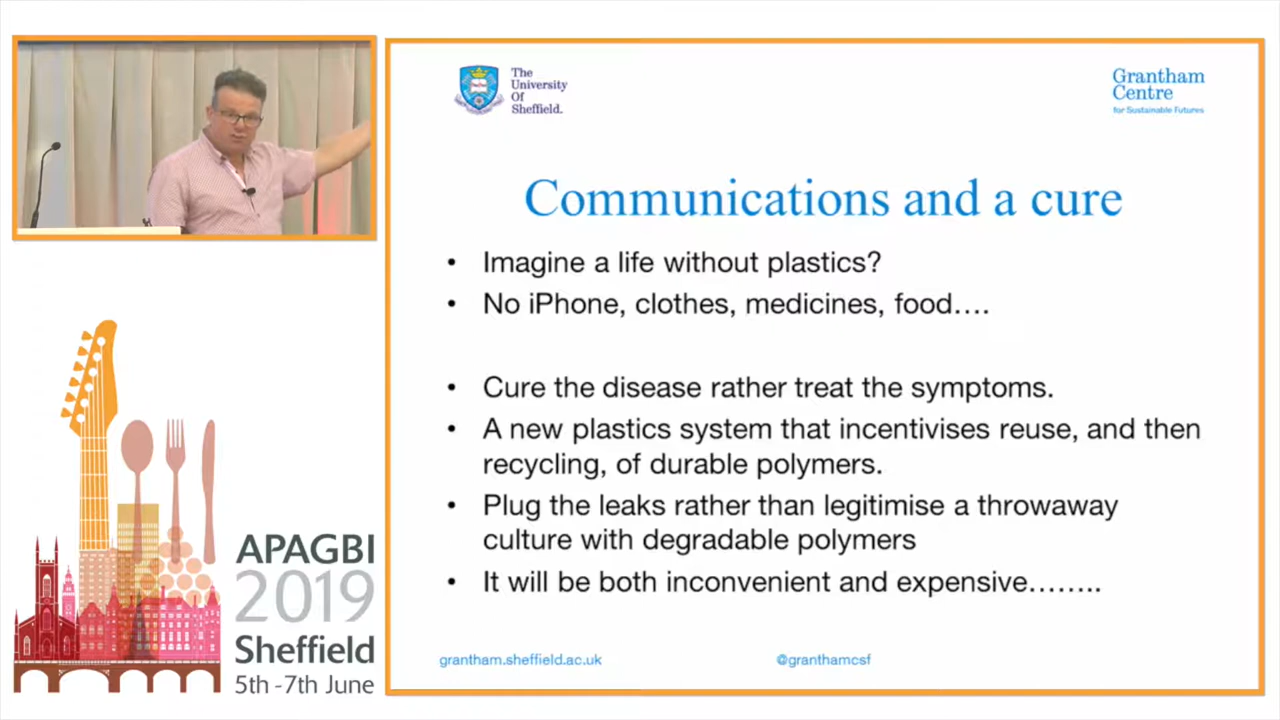 The
University
Of
Sheffield.
Grantham
Centre
for Sustainable Futures
Communications and a cure
• Imagine a life without plastics?
• No iPhone, clothes, medicines, food….
• Cure the disease rather treat the symptoms.
• A new plastics system that incentivises reuse, and then
recycling, of durable polymers.
• Plug the leaks rather than legitimise a throwaway
culture with degradable polymers
• It will be both inconvenient and expensive……..
grantham.sheffield.ac.uk
@granthamcsf
APAGBI
2019
Sheffield
5th -7th June